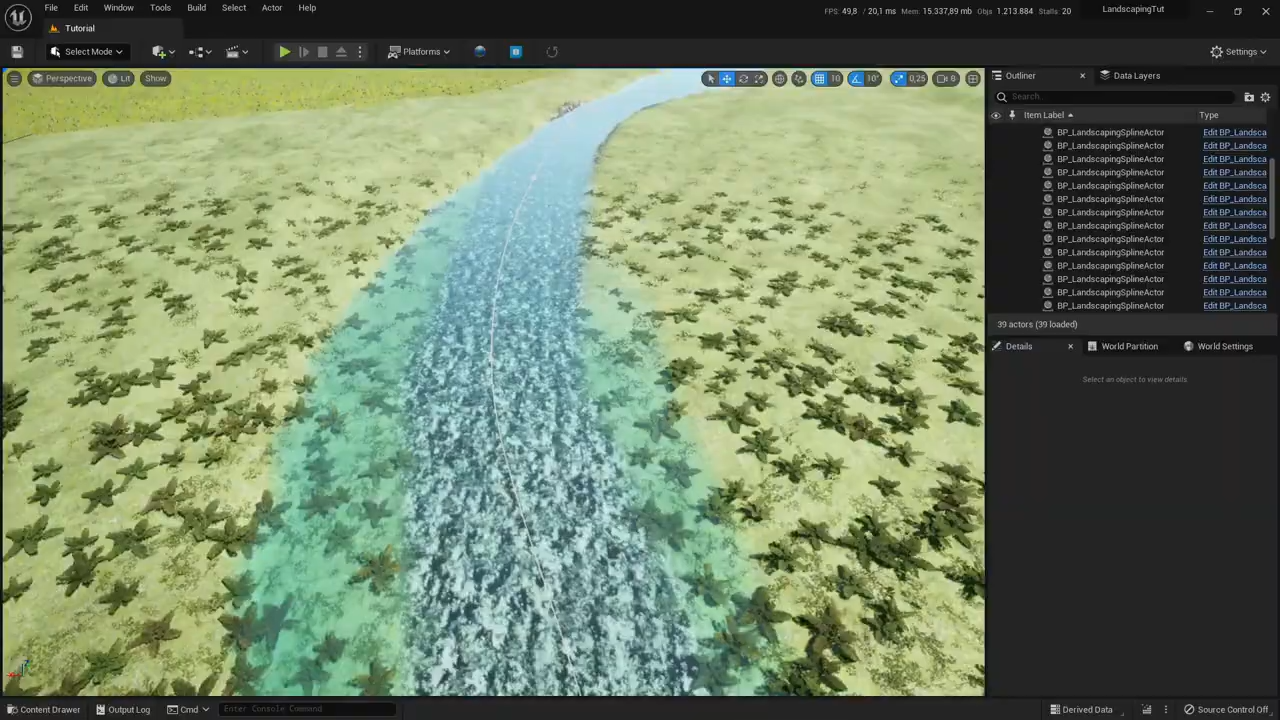 File Edit Window Tools Build Select Actor Help
FPS: 49,8 / 20,1 ms Mem: 15.337,89 mb Objs: 1.213.884 Stalls: 20
LandscapingTut
Tutorial
Select Mode
Platforms
Settings
Perspective Lit Show
10 10° 0,25 6
Outliner Data Layers
Search...
Item Label Type
BP_LandscapingSplineActor Edit BP_Landsca
BP_LandscapingSplineActor Edit BP_Landsca
BP_LandscapingSplineActor Edit BP_Landsca
BP_LandscapingSplineActor Edit BP_Landsca
BP_LandscapingSplineActor Edit BP_Landsca
BP_LandscapingSplineActor Edit BP_Landsca
BP_LandscapingSplineActor Edit BP_Landsca
BP_LandscapingSplineActor Edit BP_Landsca
BP_LandscapingSplineActor Edit BP_Landsca
BP_LandscapingSplineActor Edit BP_Landsca
BP_LandscapingSplineActor Edit BP_Landsca
BP_LandscapingSplineActor Edit BP_Landsca
BP_LandscapingSplineActor Edit BP_Landsca
BP_LandscapingSplineActor Edit BP_Landsca
39 actors (39 loaded)
Details World Partition World Settings
Select an object to view details
Content Drawer Output Log Cmd Enter Console Command Derived Data Source Control Off